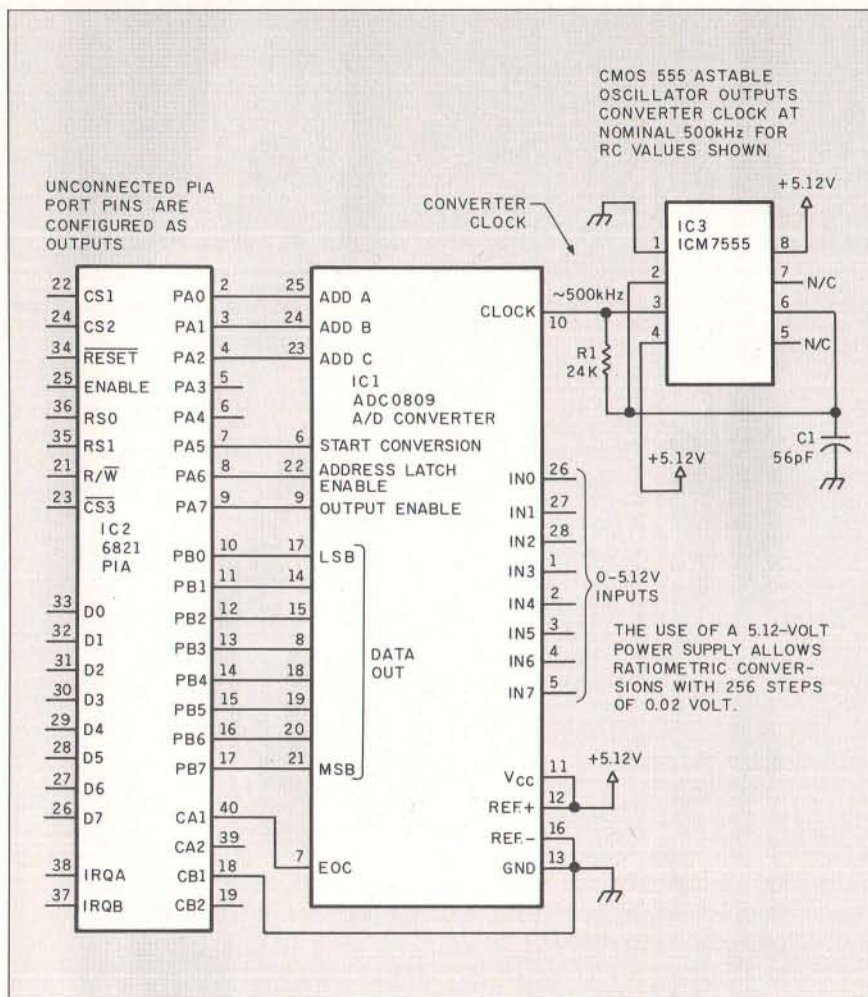 CMOS 555 ASTABLE
OSCILLATOR OUTPUTS
CONVERTER CLOCK AT
NOMINAL 500kHz FOR
RC VALUES SHOWN
UNCONNECTED PIA
PORT PINS ARE
CONFIGURED AS
OUTPUTS
CONVERTER
CLOCK
+5.12V
IC3
ICM7555
1
2
3
4
8
7 N/C
6
5 N/C
~500kHz
R1
24K
C1
56pF
+5.12V
22 CS1 PA0 2
24 CS2 PA1 3
34 RESET PA2 4
25 ENABLE PA3 5
36 RS0 PA4 6
35 RS1 PA5 7
21 R/W PA6 8
23 CS3 PA7 9
IC2
6821
PIA
PB0 10
PB1 11
33 D0 PB2 12
32 D1 PB3 13
31 D2 PB4 14
30 D3 PB5 15
29 D4 PB6 16
28 D5 PB7 17
27 D6
26 D7 CA1 40
CA2 39
38 IRQA CB1 18
37 IRQB CB2 19
25 ADD A
24 ADD B
23 ADD C
CLOCK 10
IC1
ADC0809
A/D CONVERTER
6 START CONVERSION
22 ADDRESS LATCH
ENABLE
9 OUTPUT ENABLE
17 LSB
14
15
8
18
19
20
21 MSB
DATA
OUT
7 EOC
IN0 26
IN1 27
IN2 28
IN3 1
IN4 2
IN5 3
IN6 4
IN7 5
0-5.12V
INPUTS
THE USE OF A 5.12-VOLT
POWER SUPPLY ALLOWS
RATIOMETRIC CONVER-
SIONS WITH 256 STEPS
OF 0.02 VOLT.
+5.12V
VCC 11
REF.+ 12
REF.- 16
GND 13